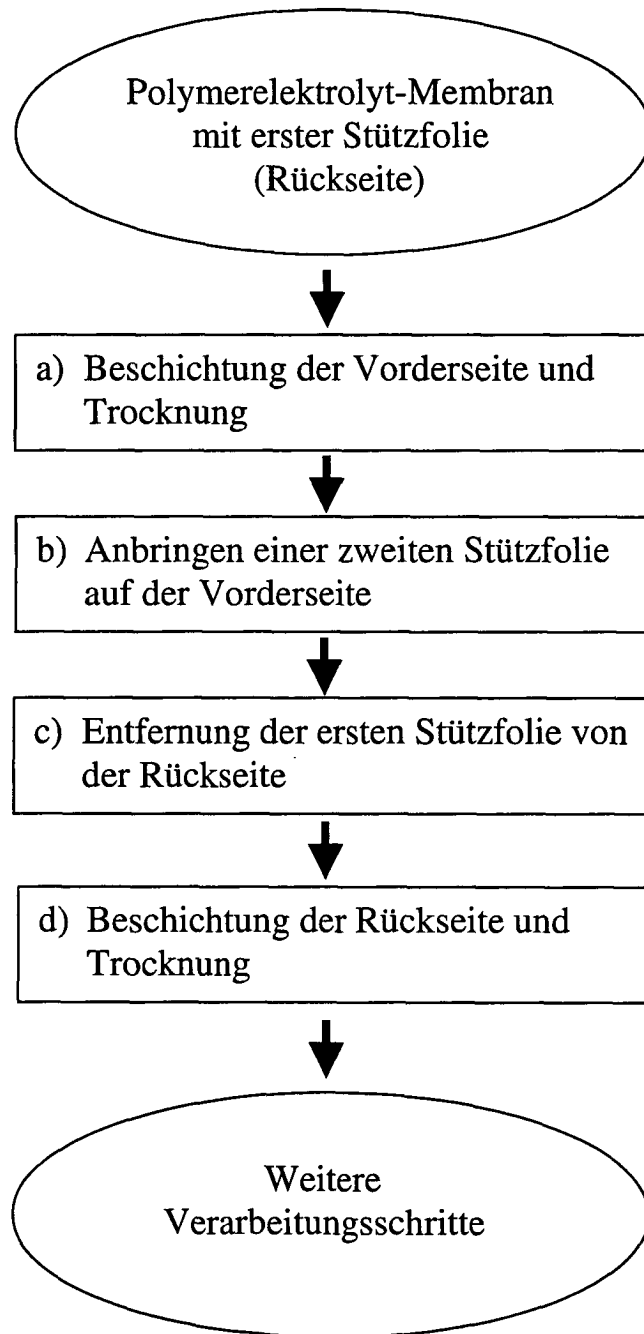 Polymerelektrolyt-Membran
mit erster Stützfolie
(Rückseite)
a) Beschichtung der Vorderseite und
Trocknung
b) Anbringen einer zweiten Stützfolie
auf der Vorderseite
c) Entfernung der ersten Stützfolie von
der Rückseite
d) Beschichtung der Rückseite und
Trocknung
Weitere
Verarbeitungsschritte